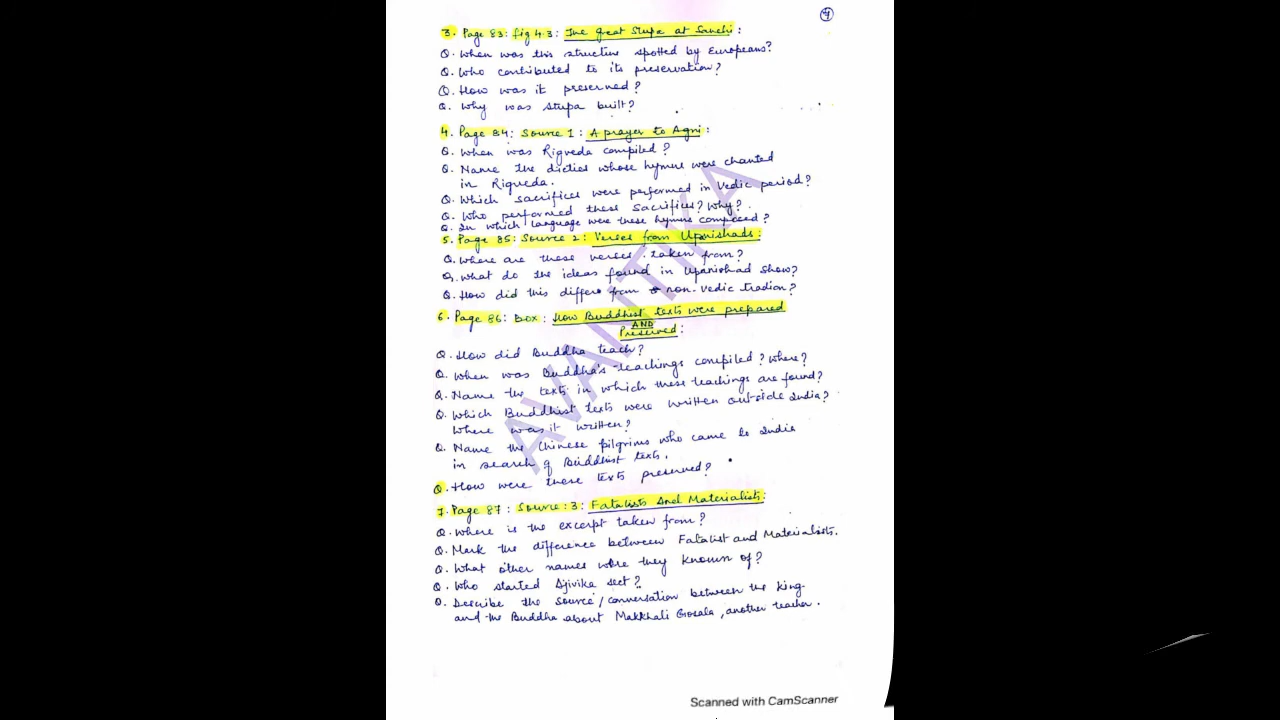 7
3. Page 83: fig 4.3: The great Stupa at Sanchi:
Q. When was this structure spotted by Europeans?
Q. Who contributed to its preservation?
Q. How was it preserved?
Q. Why was stupa built?
4. Page 84: Source 1: A prayer to Agni:
Q. When was Rigveda compiled?
Q. Name the dieties whose hymns were chanted
in Rigveda.
Q. Which sacrifices were performed in Vedic period?
Q. Who performed these sacrifices? Why?
Q. In which language were these hymns composed?
5. Page 85: Source 2: Verses from Upanishads:
Q. Where are these verses taken from?
Q. What do the ideas found in Upanishad show?
Q. How did this differs from non-Vedic tradion?
6. Page 86: Box: How Buddhist texts were prepared
AND
Preserved:
Q. How did Buddha teach?
Q. When was Buddha's teachings compiled? Where?
Q. Name the texts in which these teachings are found?
Q. Which Buddhist texts were written outside India?
Where was it written?
Q. Name the Chinese pilgrims who came to India
in search of Buddhist texts.
Q. How were these texts preserved?
7. Page 87: Source: 3: Fatalists And Materialists:
Q. Where is the excerpt taken from?
Q. Mark the difference between Fatalist and Materialists.
Q. What other names were they known of?
Q. Who started Ajivika sect?
Q. Describe the source/conversation between the king
and the Buddha about Makkhali Gosala, another teacher.
AVANTIKA
Scanned with CamScanner